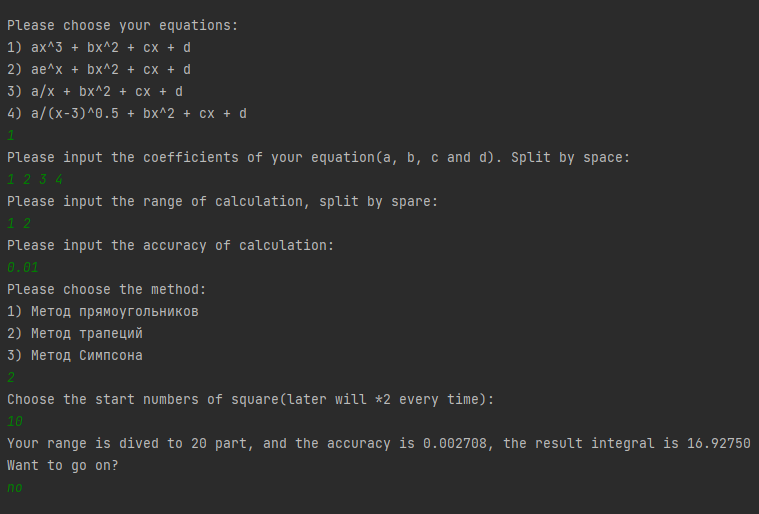 Please choose your equations:
1) ax^3 + bx^2 + cx + d
2) ae^x + bx^2 + cx + d
3) a/x + bx^2 + cx + d
4) a/(x-3)^0.5 + bx^2 + cx + d
1
Please input the coefficients of your equation(a, b, c and d). Split by space:
1 2 3 4
Please input the range of calculation, split by spare:
1 2
Please input the accuracy of calculation:
0.01
Please choose the method:
1) Метод прямоугольников
2) Метод трапеций
3) Метод Симпсона
2
Choose the start numbers of square(later will *2 every time):
10
Your range is dived to 20 part, and the accuracy is 0.002708, the result integral is 16.92750
Want to go on?
no